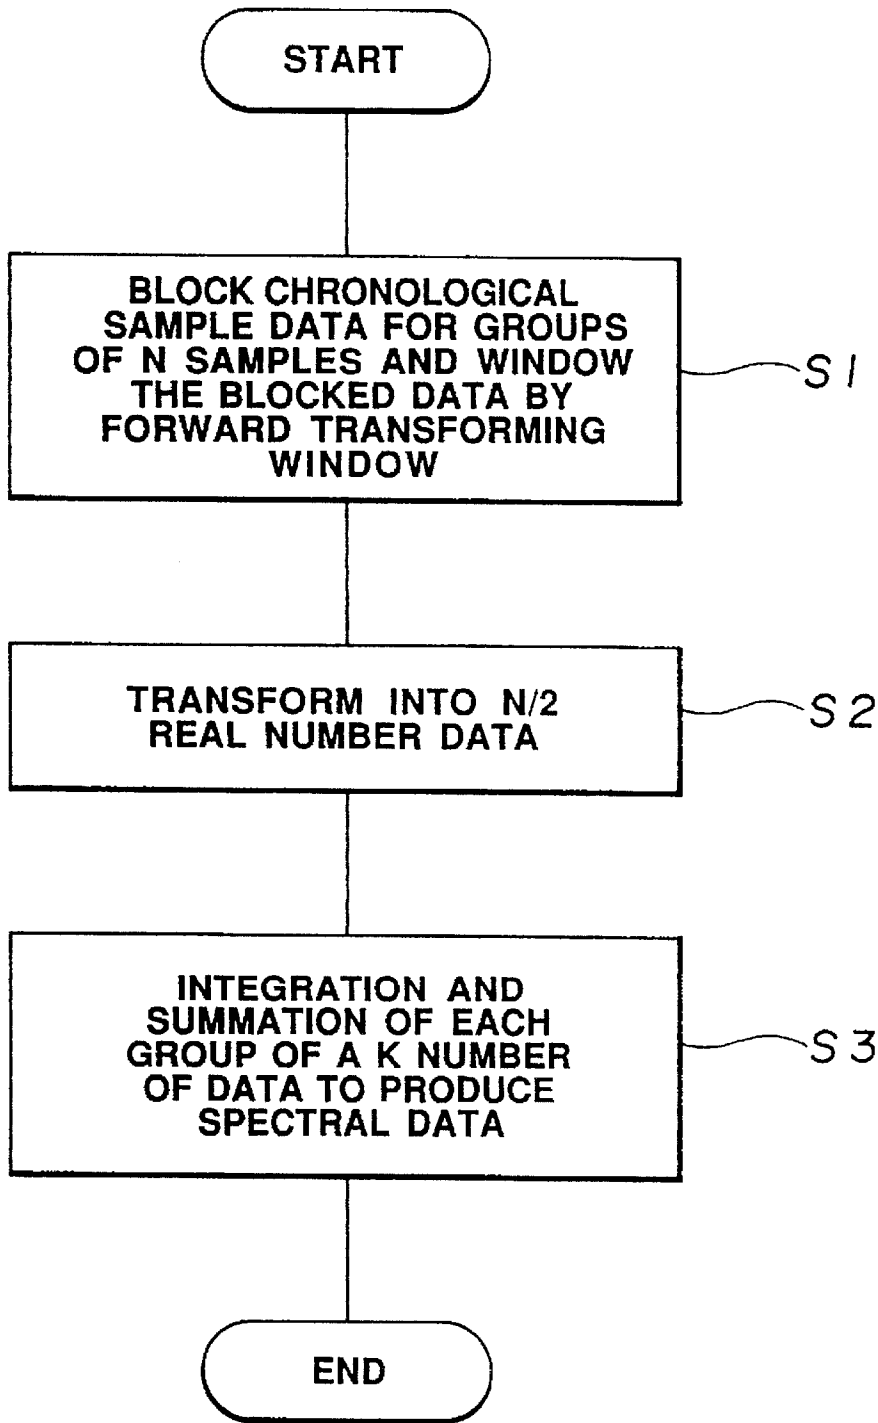 START
BLOCK CHRONOLOGICAL
SAMPLE DATA FOR GROUPS
OF N SAMPLES AND WINDOW
THE BLOCKED DATA BY
FORWARD TRANSFORMING
WINDOW
S1
TRANSFORM INTO N/2
REAL NUMBER DATA
S2
INTEGRATION AND
SUMMATION OF EACH
GROUP OF A K NUMBER
OF DATA TO PRODUCE
SPECTRAL DATA
S3
END